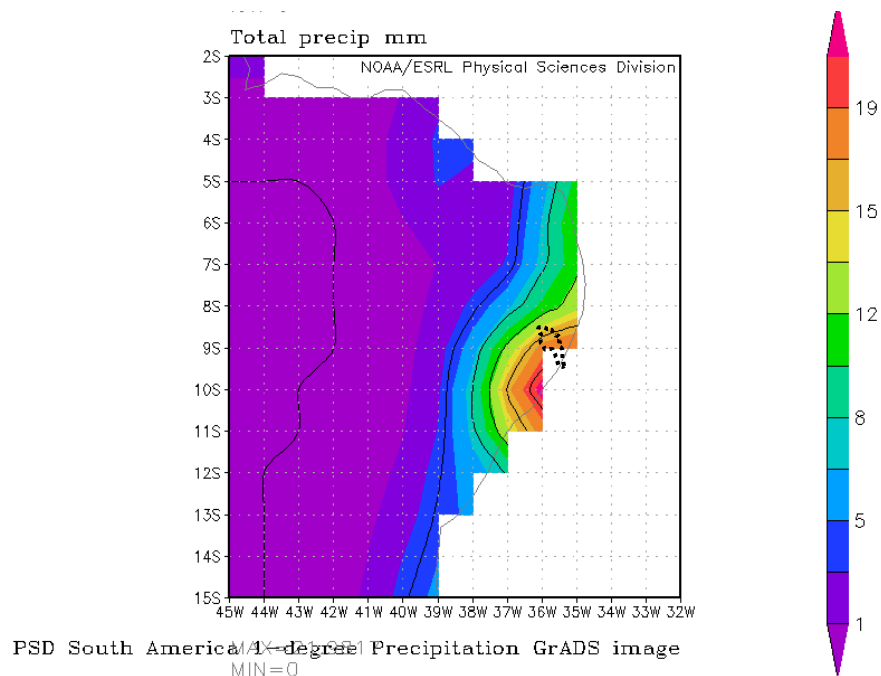 Total precip mm
NOAA/ESRL Physical Sciences Division
2S
3S
4S
5S
6S
7S
8S
9S
10S
11S
12S
13S
14S
15S
45W 44W 43W 42W 41W 40W 39W 38W 37W 36W 35W 34W 33W 32W
19
15
12
8
5
1
PSD South America 1-degree Precipitation GrADS image
MIN=0